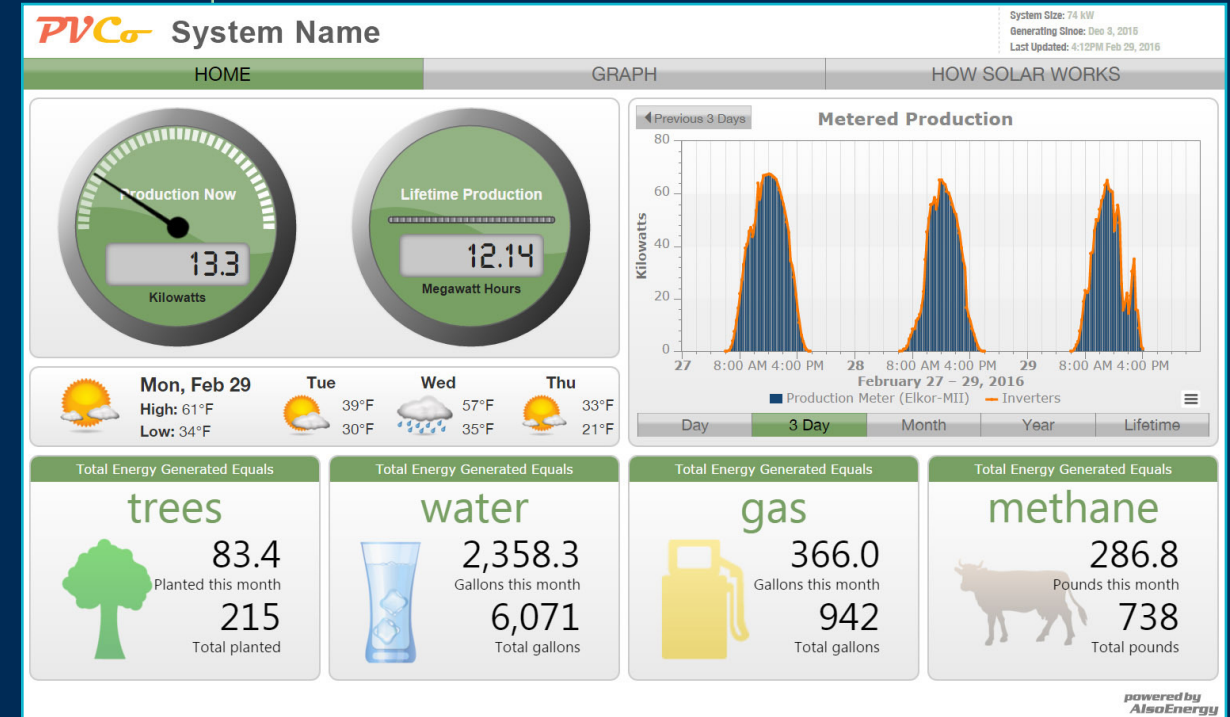 PVCo System Name
System Size: 74 kW
Generating Since: Dec 3, 2015
Last Updated: 4:12PM Feb 29, 2016
HOME GRAPH HOW SOLAR WORKS
Production Now
13.3
Kilowatts
Lifetime Production
12.14
Megawatt Hours
Previous 3 Days
Metered Production
Kilowatts
80
60
40
20
0
27 8:00 AM 4:00 PM 28 8:00 AM 4:00 PM 29 8:00 AM 4:00 PM
February 27 – 29, 2016
Production Meter (Elkor-MII) Inverters
Day 3 Day Month Year Lifetime
Mon, Feb 29
High: 61°F
Low: 34°F
Tue
39°F
30°F
Wed
57°F
35°F
Thu
33°F
21°F
Total Energy Generated Equals
trees
83.4
Planted this month
215
Total planted
Total Energy Generated Equals
water
2,358.3
Gallons this month
6,071
Total gallons
Total Energy Generated Equals
gas
366.0
Gallons this month
942
Total gallons
Total Energy Generated Equals
methane
286.8
Pounds this month
738
Total pounds
powered by
AlsoEnergy